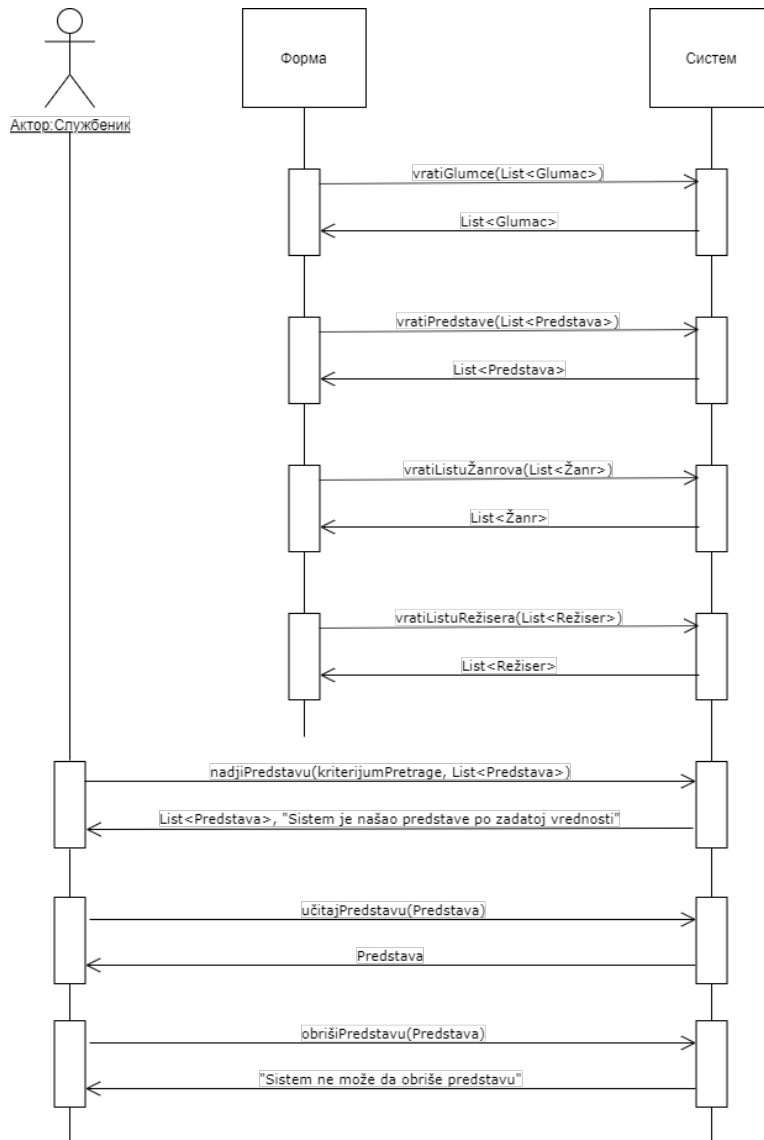 Форма
Систем
Актор:Службеник
vratiGlumce(List<Glumac>)
List<Glumac>
vratiPredstave(List<Predstava>)
List<Predstava>
vratiListuŽanrova(List<Žanr>)
List<Žanr>
vratiListuRežisera(List<Režiser>)
List<Režiser>
nadjiPredstavu(kriterijumPretrage, List<Predstava>)
List<Predstava>, "Sistem je našao predstave po zadatoj vrednosti"
učitajPredstavu(Predstava)
Predstava
obrišiPredstavu(Predstava)
"Sistem ne može da obriše predstavu"